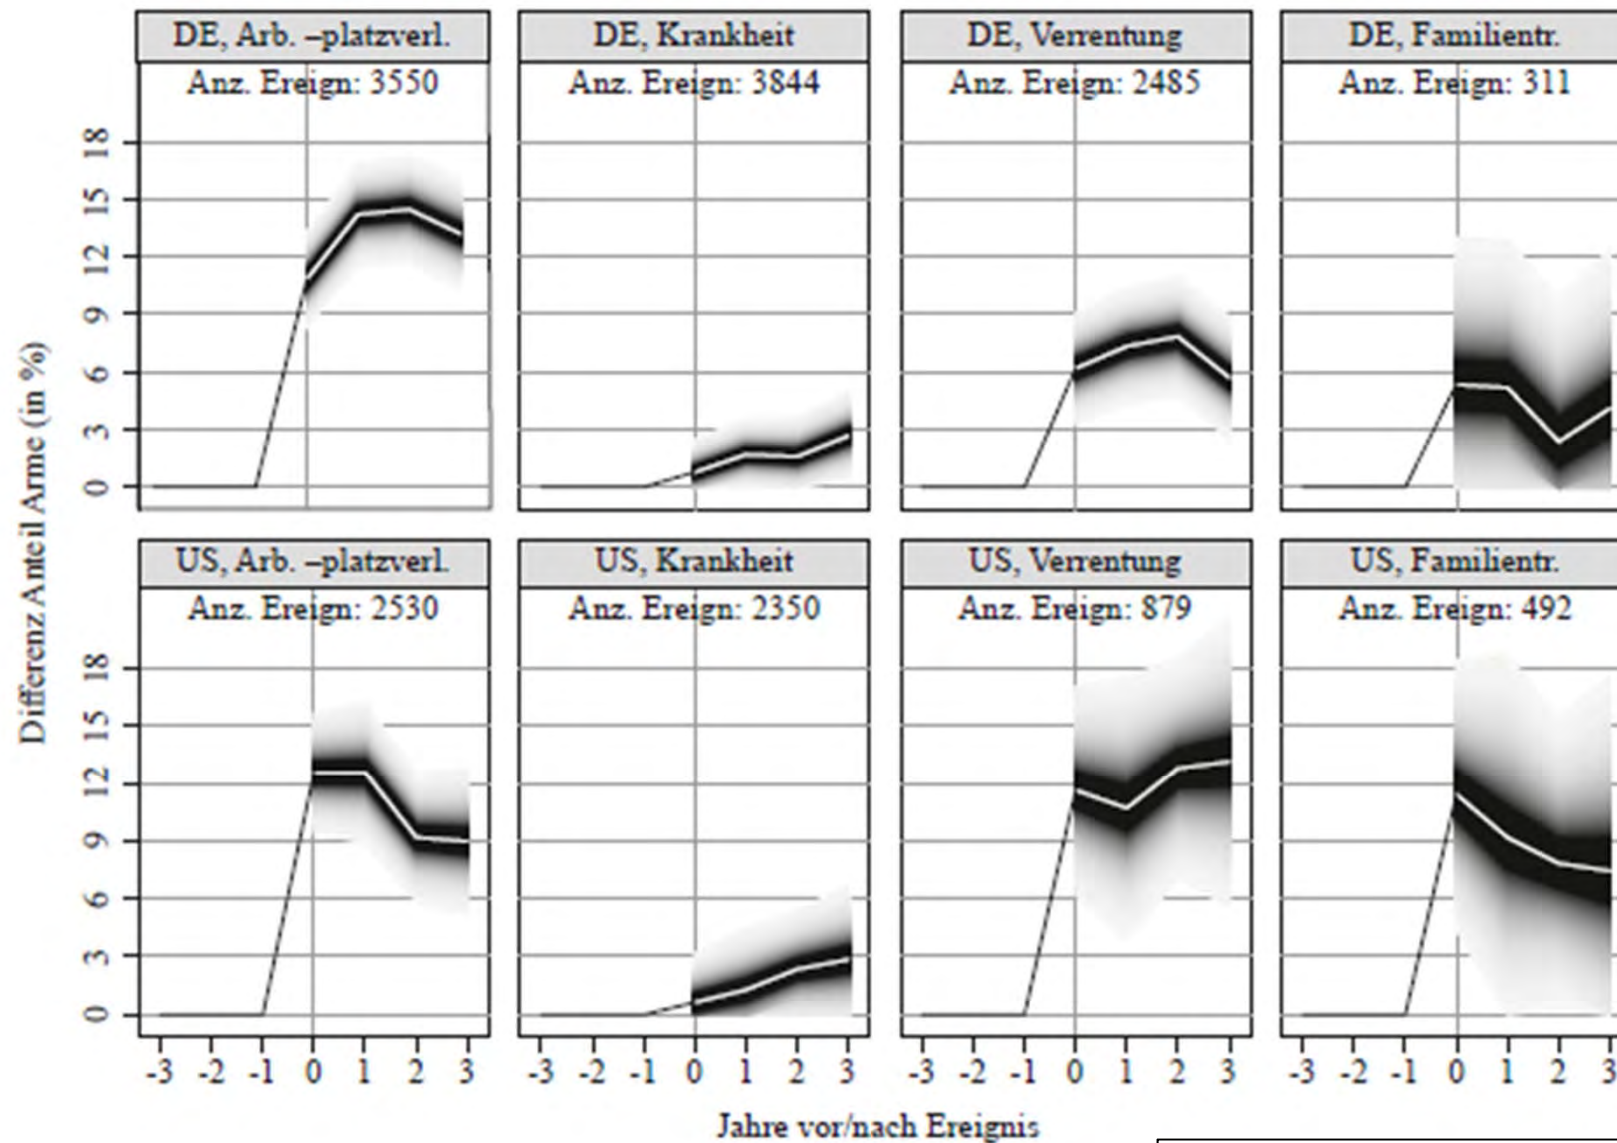 DE, Arb. –platzverl.
DE, Krankheit
DE, Verrentung
DE, Familientr.
Anz. Ereign: 3550
Anz. Ereign: 3844
Anz. Ereign: 2485
Anz. Ereign: 311
18
15
12
9
6
3
0
Differenz Anteil Arme (in %)
US, Arb. –platzverl.
US, Krankheit
US, Verrentung
US, Familientr.
Anz. Ereign: 2530
Anz. Ereign: 2350
Anz. Ereign: 879
Anz. Ereign: 492
18
15
12
9
6
3
0
-3 -2 -1 0 1 2 3
-3 -2 -1 0 1 2 3
-3 -2 -1 0 1 2 3
-3 -2 -1 0 1 2 3
Jahre vor/nach Ereignis